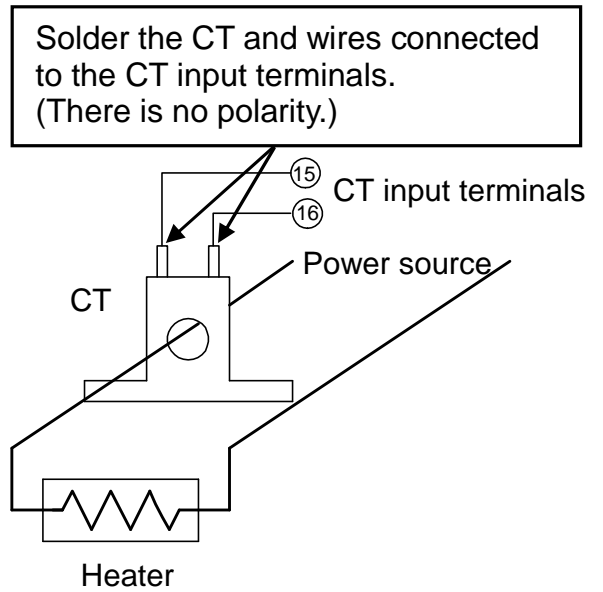 Solder the CT and wires connected
to the CT input terminals.
(There is no polarity.)
15
CT input terminals
16
Power source
CT
Heater